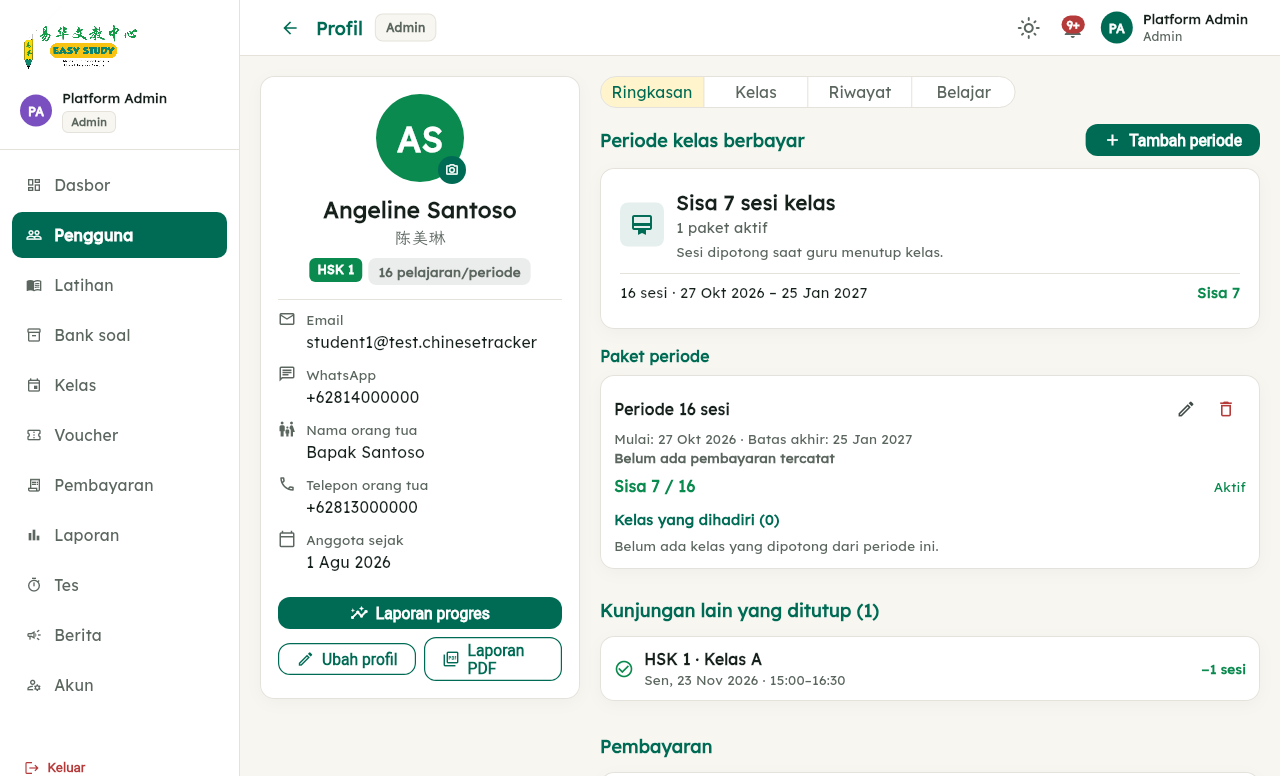 易华文教中心
EASY STUDY
Platform Admin
PA
Admin
Dasbor
Pengguna
Latihan
Bank soal
Kelas
Voucher
Pembayaran
Laporan
Tes
Berita
Akun
Keluar
Profil
Admin
9+
PA
Platform Admin
Admin
AS
Angeline Santoso
陈美琳
HSK 1
16 pelajaran/periode
Email
student1@test.chinesetracker
WhatsApp
+62814000000
Nama orang tua
Bapak Santoso
Telepon orang tua
+62813000000
Anggota sejak
1 Agu 2026
Laporan progres
Ubah profil
Laporan
PDF
Ringkasan
Kelas
Riwayat
Belajar
Periode kelas berbayar
+ Tambah periode
Sisa 7 sesi kelas
1 paket aktif
Sesi dipotong saat guru menutup kelas.
16 sesi · 27 Okt 2026 – 25 Jan 2027
Sisa 7
Paket periode
Periode 16 sesi
Mulai: 27 Okt 2026 · Batas akhir: 25 Jan 2027
Belum ada pembayaran tercatat
Sisa 7 / 16
Aktif
Kelas yang dihadiri (0)
Belum ada kelas yang dipotong dari periode ini.
Kunjungan lain yang ditutup (1)
HSK 1 · Kelas A
Sen, 23 Nov 2026 · 15:00–16:30
−1 sesi
Pembayaran